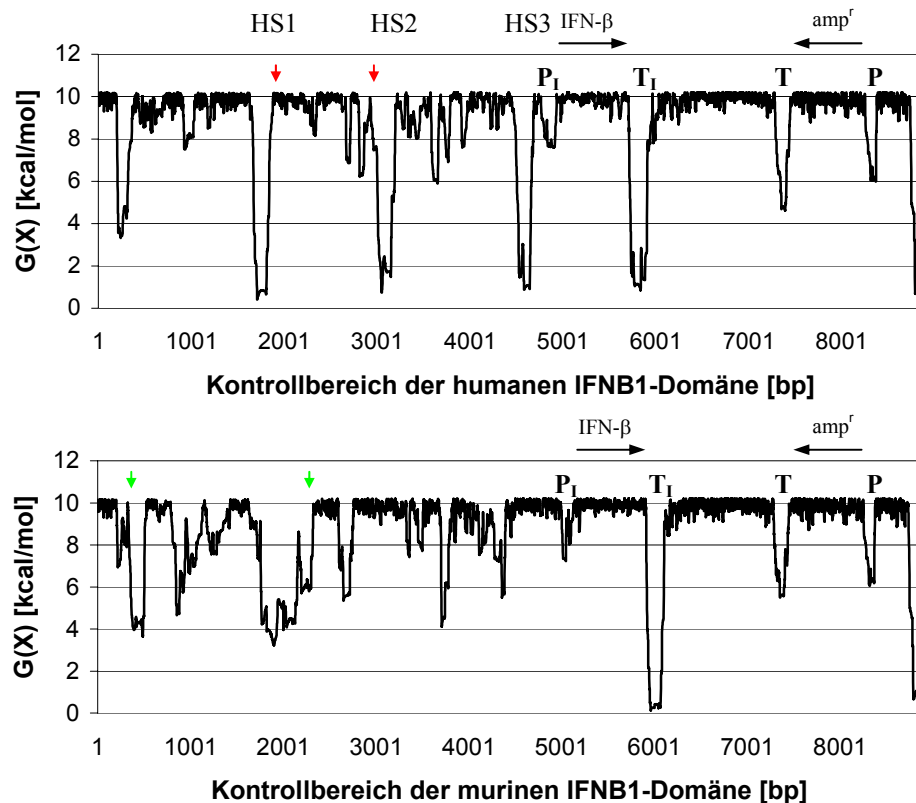 HS1 HS2 HS3 IFN-β ampʳ
12
P_I T_I T P
10
8
6
4
2
0
G(X) [kcal/mol]
1 1001 2001 3001 4001 5001 6001 7001 8001
Kontrollbereich der humanen IFNB1-Domäne [bp]
IFN-β ampʳ
12
P_I T_I T P
10
8
6
4
2
0
G(X) [kcal/mol]
1 1001 2001 3001 4001 5001 6001 7001 8001
Kontrollbereich der murinen IFNB1-Domäne [bp]